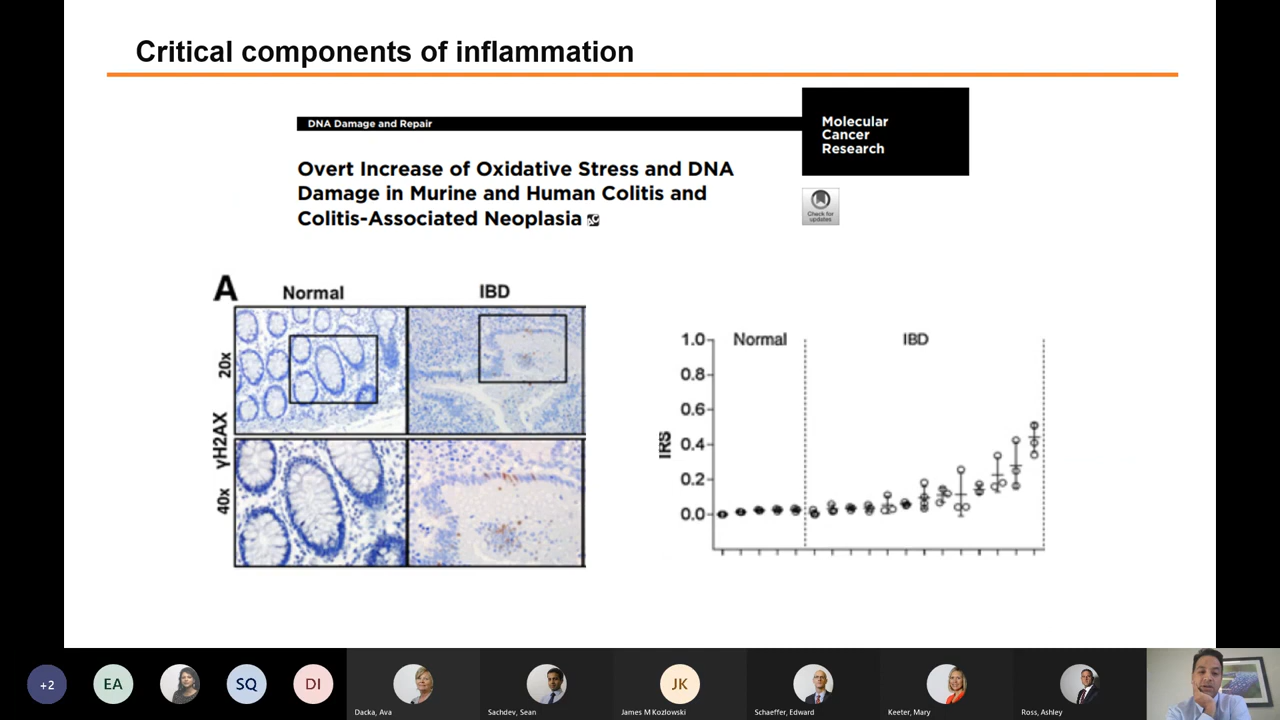 Critical components of inflammation
DNA Damage and Repair
Molecular
Cancer
Research
Overt Increase of Oxidative Stress and DNA
Damage in Murine and Human Colitis and
Colitis-Associated Neoplasia
Check for
updates
A
Normal
IBD
20x
γH2AX
40x
Normal
IBD
IRS
1.0
0.8
0.6
0.4
0.2
0.0
+2
EA
SQ
DI
JK
Dacka, Ava
Sachdev, Sean
James M Kozlowski
Schaeffer, Edward
Keeter, Mary
Ross, Ashley